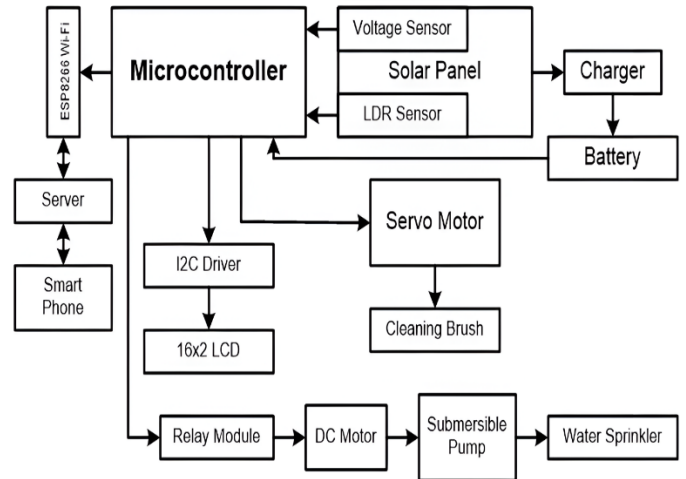 ESP8266 Wi-Fi
Microcontroller
Voltage Sensor
Solar Panel
LDR Sensor
Charger
Battery
Server
Smart
Phone
I2C Driver
16x2 LCD
Servo Motor
Cleaning Brush
Relay Module
DC Motor
Submersible
Pump
Water Sprinkler